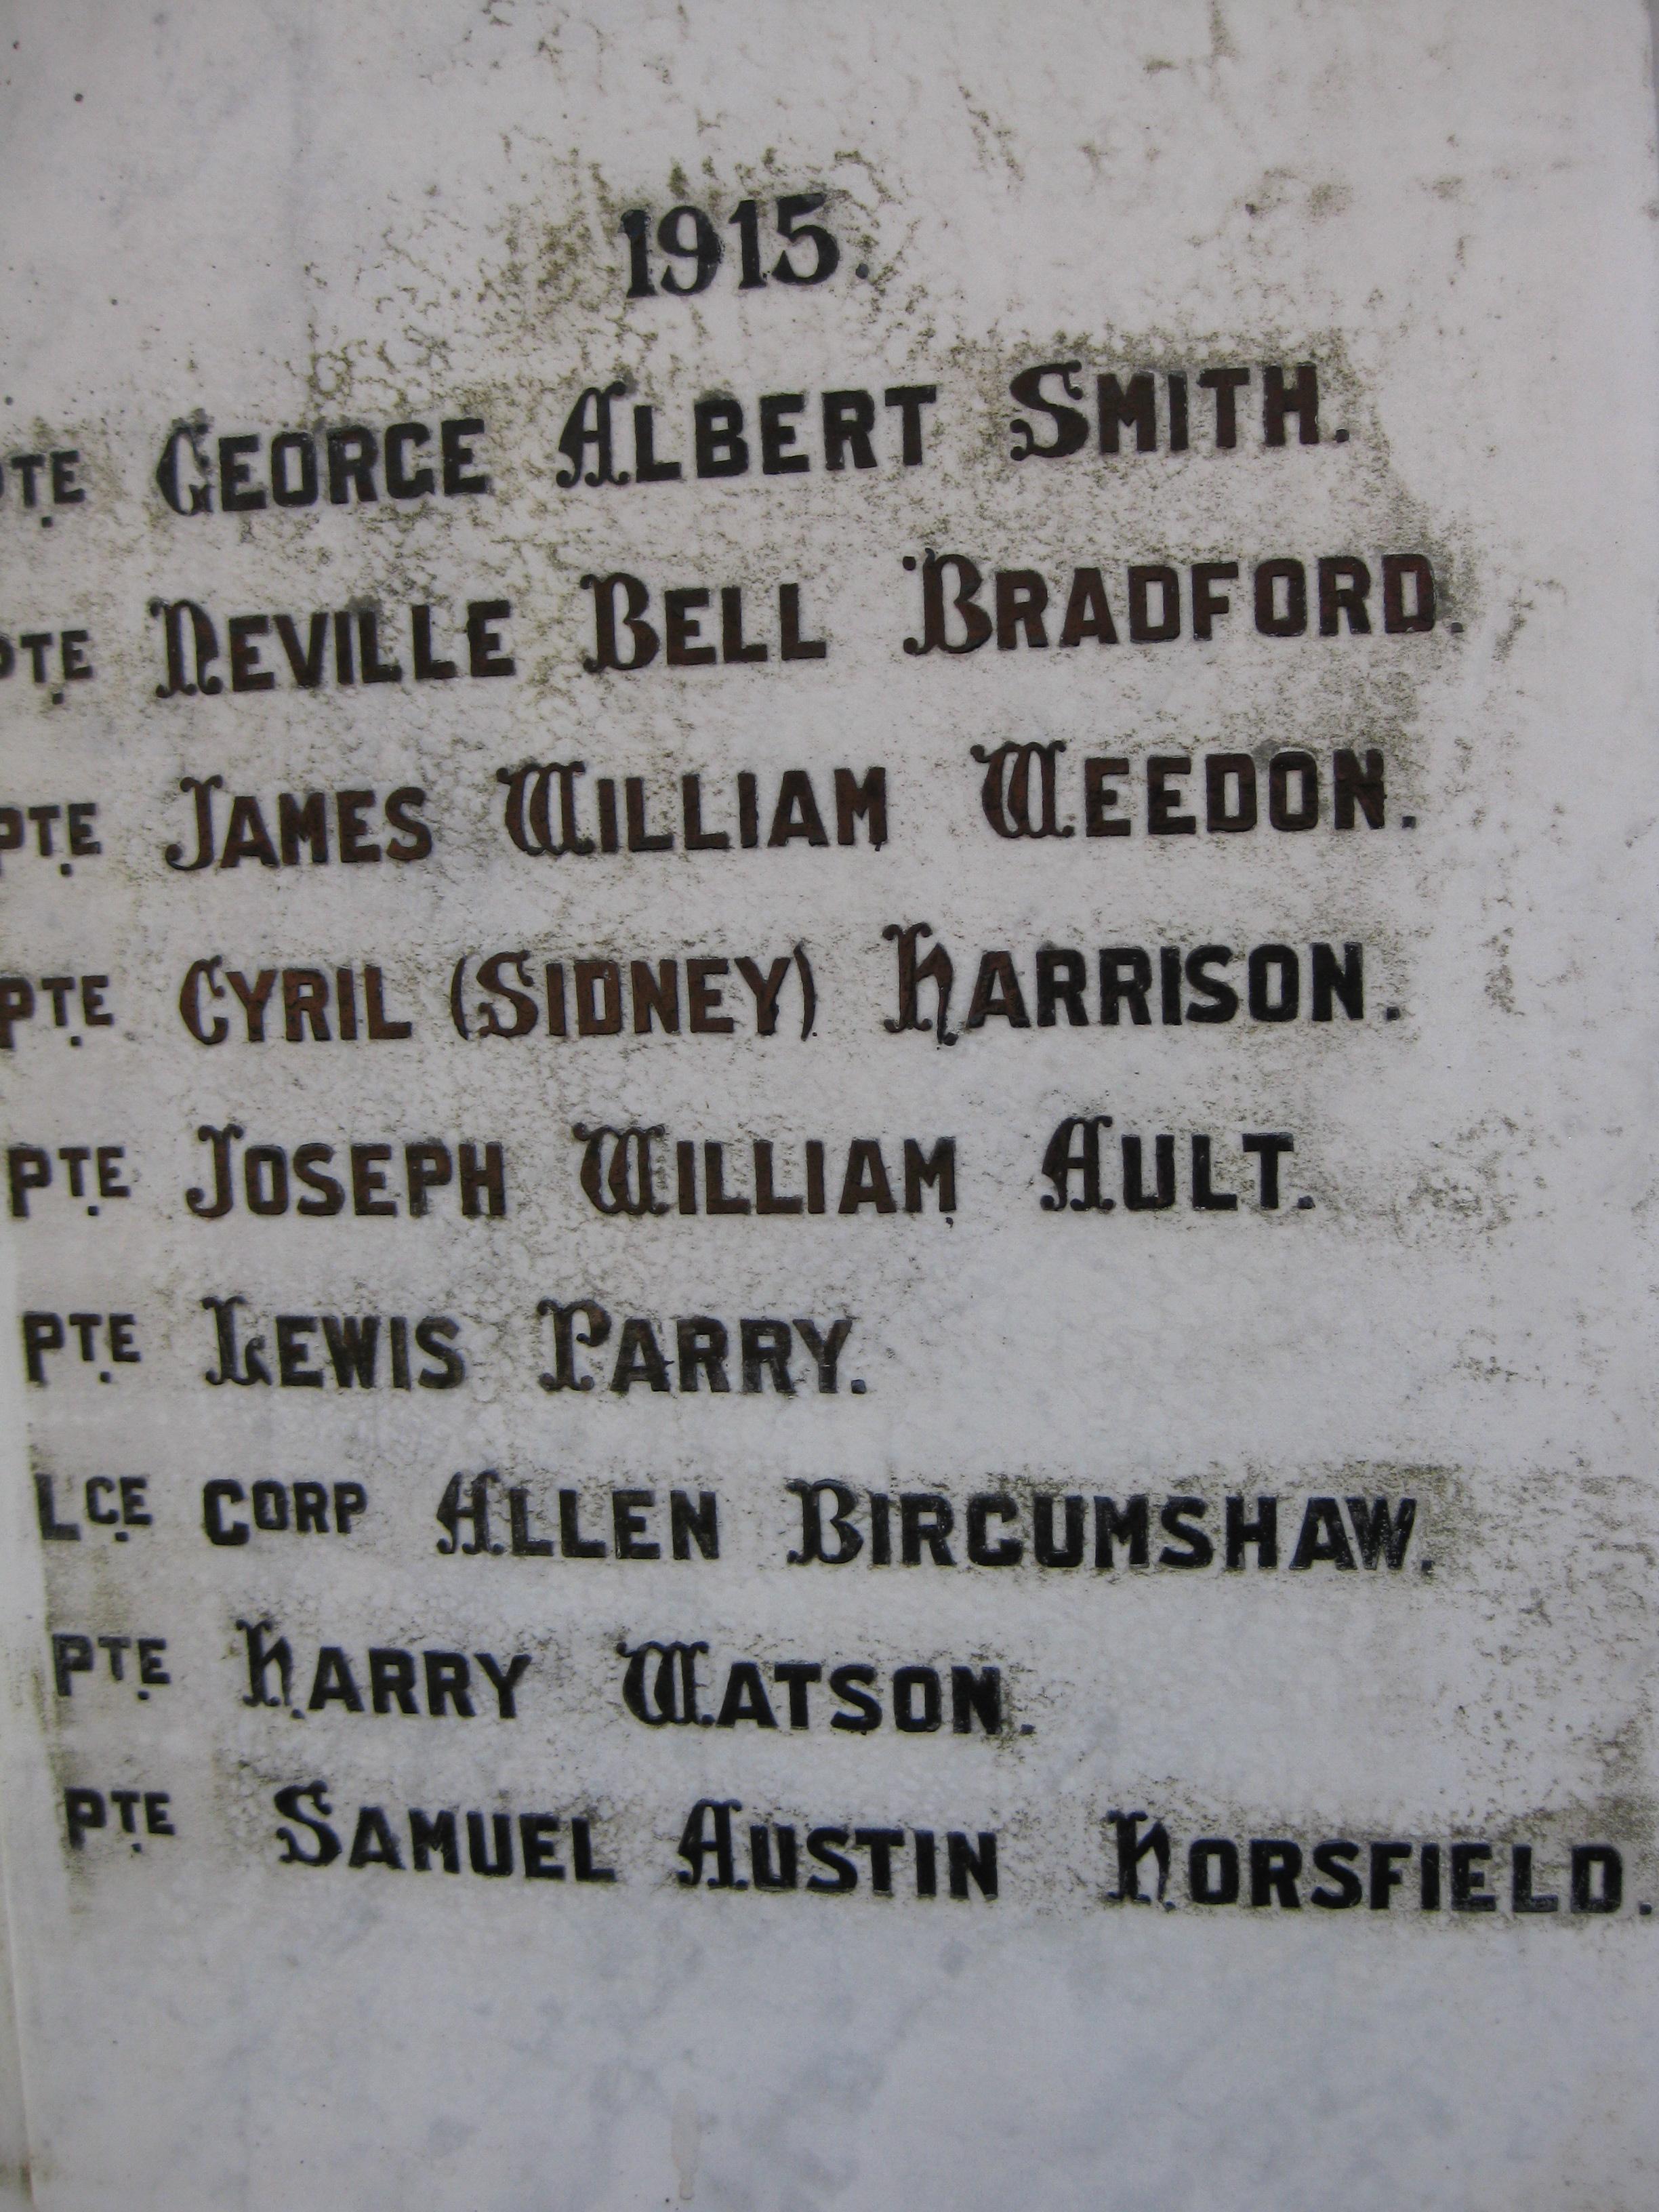 1915.
PTE GEORGE ALBERT SMITH.
PTE NEVILLE BELL BRADFORD.
PTE JAMES WILLIAM WEEDON.
PTE CYRIL (SIDNEY) HARRISON.
PTE JOSEPH WILLIAM AULT.
PTE LEWIS PARRY.
LCE CORP ALLEN BIRCUMSHAW.
PTE HARRY WATSON.
PTE SAMUEL AUSTIN HORSFIELD.